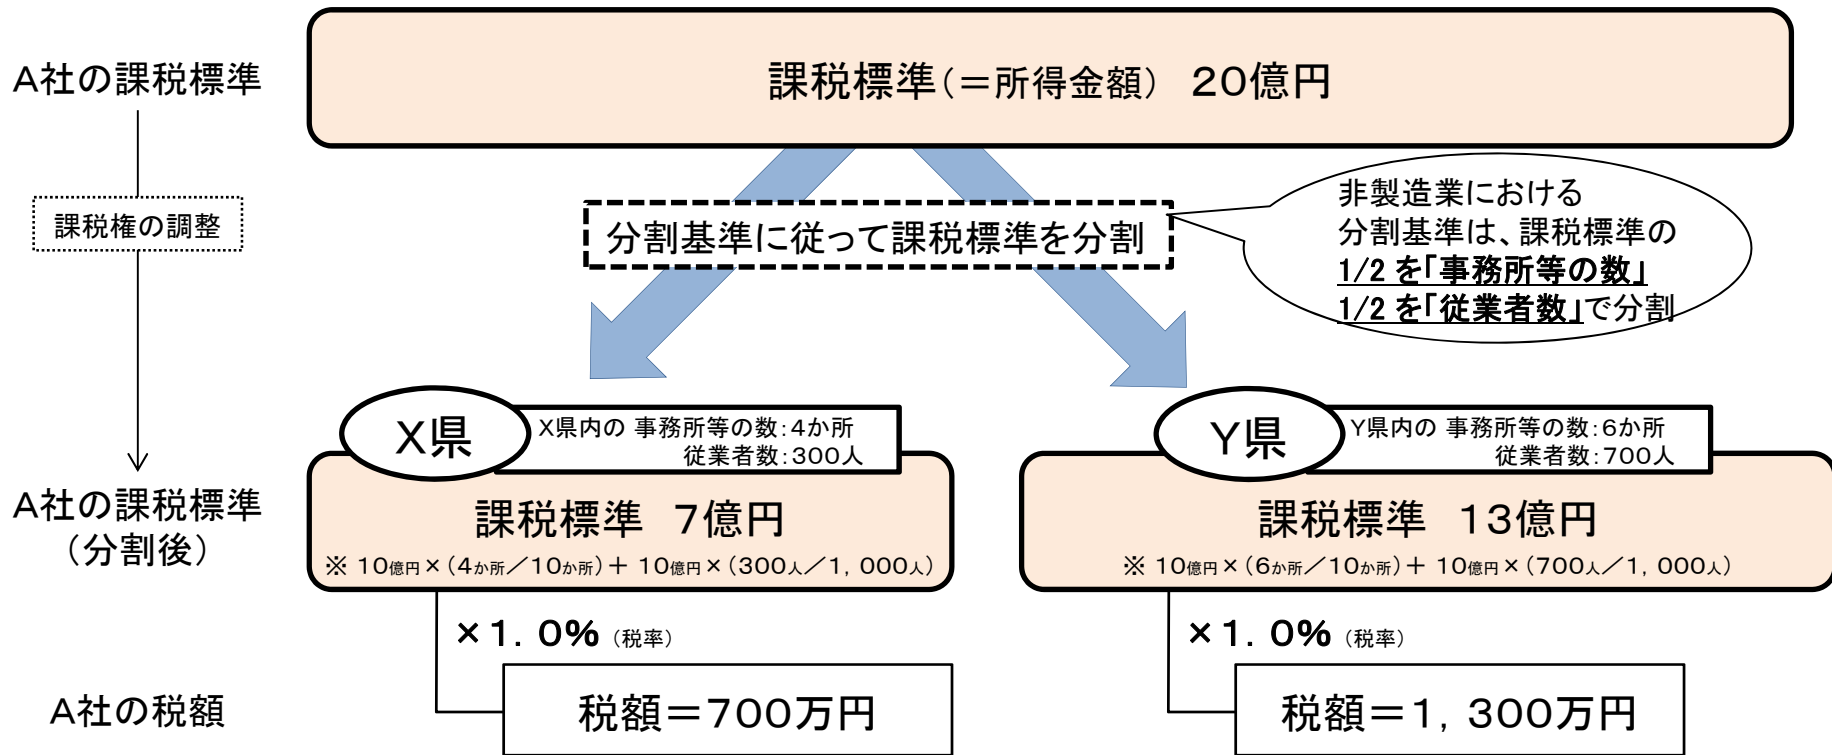 A社の課税標準
課税標準（＝所得金額） 20億円
課税権の調整
分割基準に従って課税標準を分割
非製造業における
分割基準は、課税標準の
1/2 を「事務所等の数」
1/2 を「従業者数」で分割
X県
X県内の 事務所等の数：4か所
従業者数：300人
Y県
Y県内の 事務所等の数：6か所
従業者数：700人
A社の課税標準
（分割後）
課税標準 7億円
※ 10億円×（4か所／10か所）＋ 10億円×（300人／1，000人）
課税標準 13億円
※ 10億円×（6か所／10か所）＋ 10億円×（700人／1，000人）
×1．0％（税率）
×1．0％（税率）
A社の税額
税額＝700万円
税額＝1，300万円